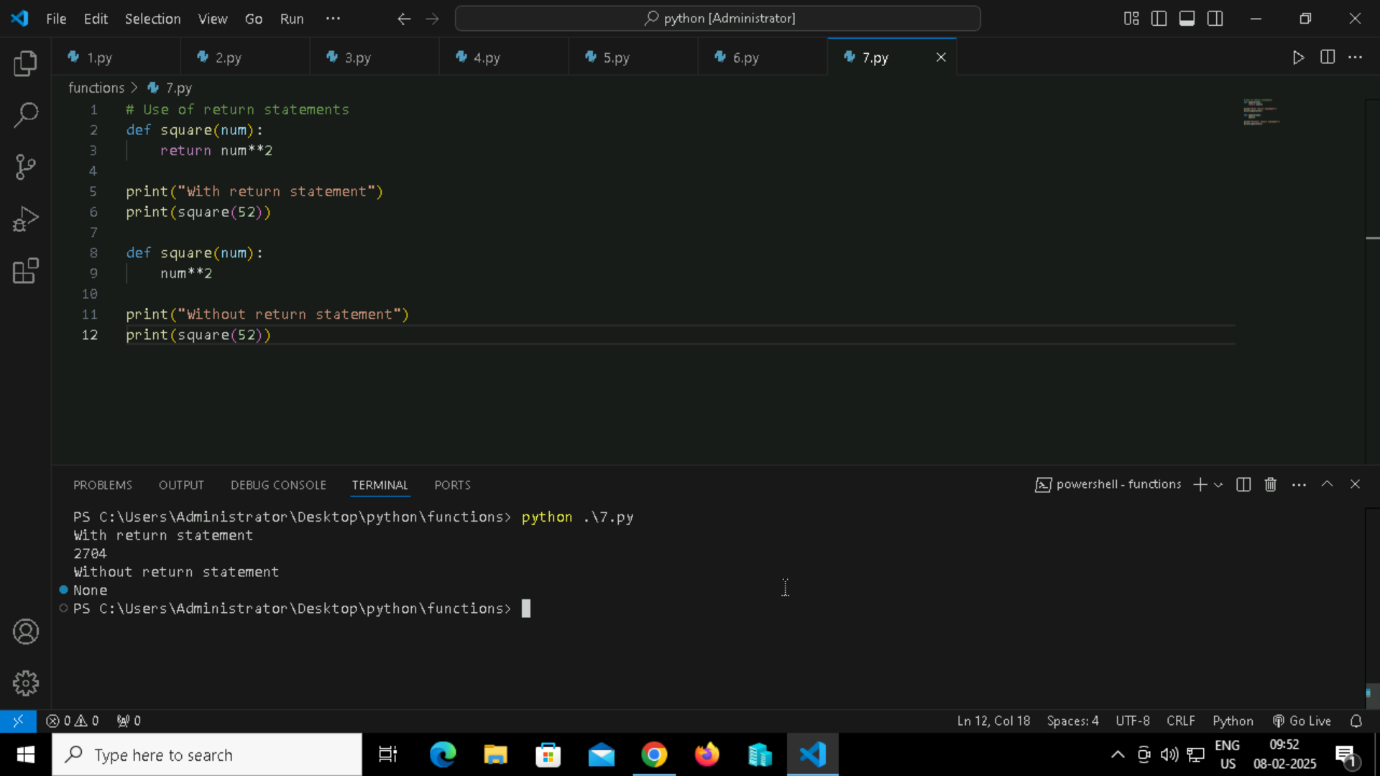 File Edit Selection View Go Run ··· python [Administrator]
1.py 2.py 3.py 4.py 5.py 6.py 7.py
functions > 7.py
1 # Use of return statements
2 def square(num):
3     return num**2
4
5 print("With return statement")
6 print(square(52))
7
8 def square(num):
9     num**2
10
11 print("Without return statement")
12 print(square(52))
PROBLEMS OUTPUT DEBUG CONSOLE TERMINAL PORTS powershell - functions
PS C:\Users\Administrator\Desktop\python\functions> python .\7.py
With return statement
2704
Without return statement
None
PS C:\Users\Administrator\Desktop\python\functions>
0 0 0 Ln 12, Col 18 Spaces: 4 UTF-8 CRLF Python Go Live
Type here to search
ENG 09:52
US 08-02-2025 1